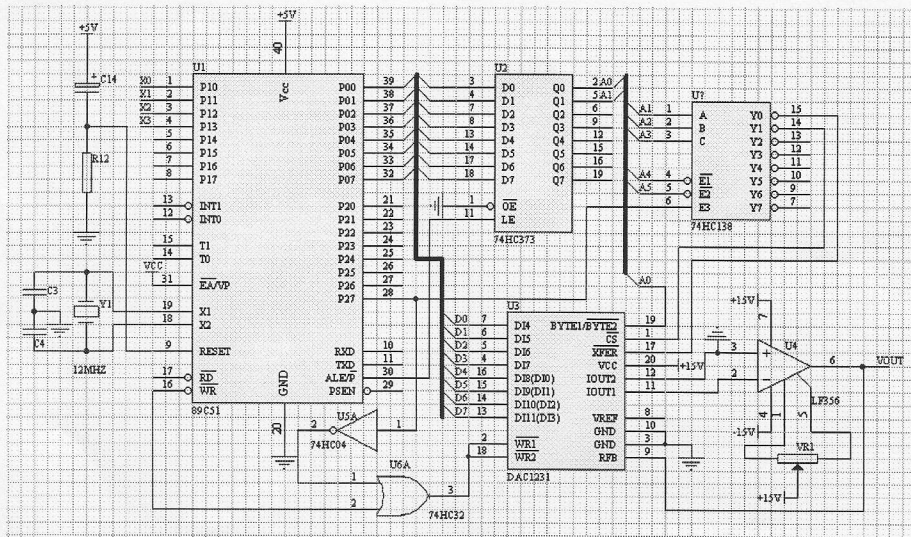 +5V
+5V
C14
R12
C3
C4
Y1
12MHZ
VCC
40
U1
Vcc
X0 1 P10
X1 2 P11
X2 3 P12
X3 4 P13
5 P14
6 P15
7 P16
8 P17
13 INT1
12 INT0
15 T1
14 T0
31 EA/VP
19 X1
18 X2
9 RESET
17 RD
16 WR
P00 39
P01 38
P02 37
P03 36
P04 35
P05 34
P06 33
P07 32
P20 21
P21 22
P22 23
P23 24
P24 25
P25 26
P26 27
P27 28
RXD 10
TXD 11
ALE/P 30
PSEN 29
GND
20
89C51
U2
3 D0 Q0 2 A0
4 D1 Q1 5 A1
7 D2 Q2 6
8 D3 Q3 9
13 D4 Q4 12
14 D5 Q5 15
17 D6 Q6 16
18 D7 Q7 19
1 OE
11 LE
74HC373
U?
A1 1 A
A2 2 B
A3 3 C
A4 4 E1
A5 5 E2
6 E3
Y0 15
Y1 14
Y2 13
Y3 12
Y4 11
Y5 10
Y6 9
Y7 7
74HC138
A0
U3
D0 7 DI4
D1 6 DI5
D2 5 DI6
D3 4 DI7
D4 16 DI8(DI0)
D5 15 DI9(DI1)
D6 14 DI10(DI2)
D7 13 DI11(DI3)
2 WR1
18 WR2
BYTE1/BYTE2 19
CS 1
XFER 17
VCC 20 +15V
IOUT2 12
IOUT1 11
VREF 8
GND 10
GND 3
RFB 9
DAC1231
U5A
2 1
74HC04
U6A
1
2
3
74HC32
+15V
7
U4
3 +
2 −
6
VOUT
LF356
4 1 5
-15V
VR1
+15V